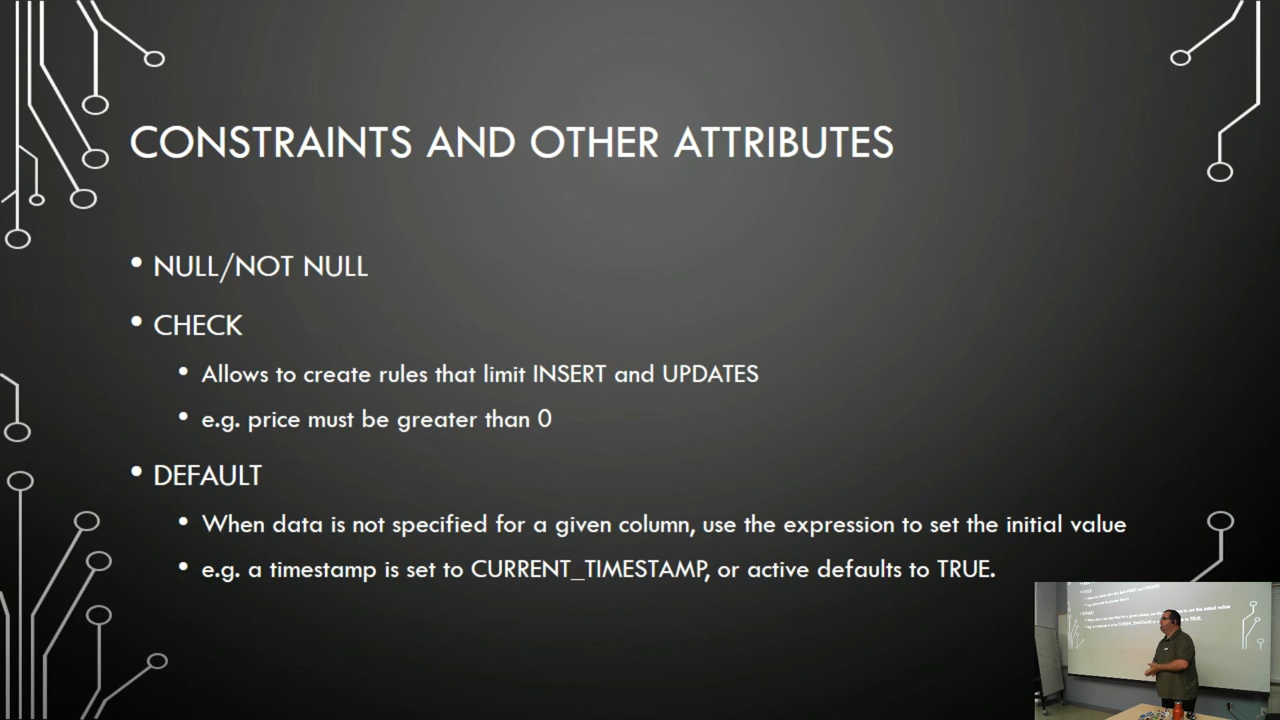 CONSTRAINTS AND OTHER ATTRIBUTES
• NULL/NOT NULL
• CHECK
• Allows to create rules that limit INSERT and UPDATES
• e.g. price must be greater than 0
• DEFAULT
• When data is not specified for a given column, use the expression to set the initial value
• e.g. a timestamp is set to CURRENT_TIMESTAMP, or active defaults to TRUE.